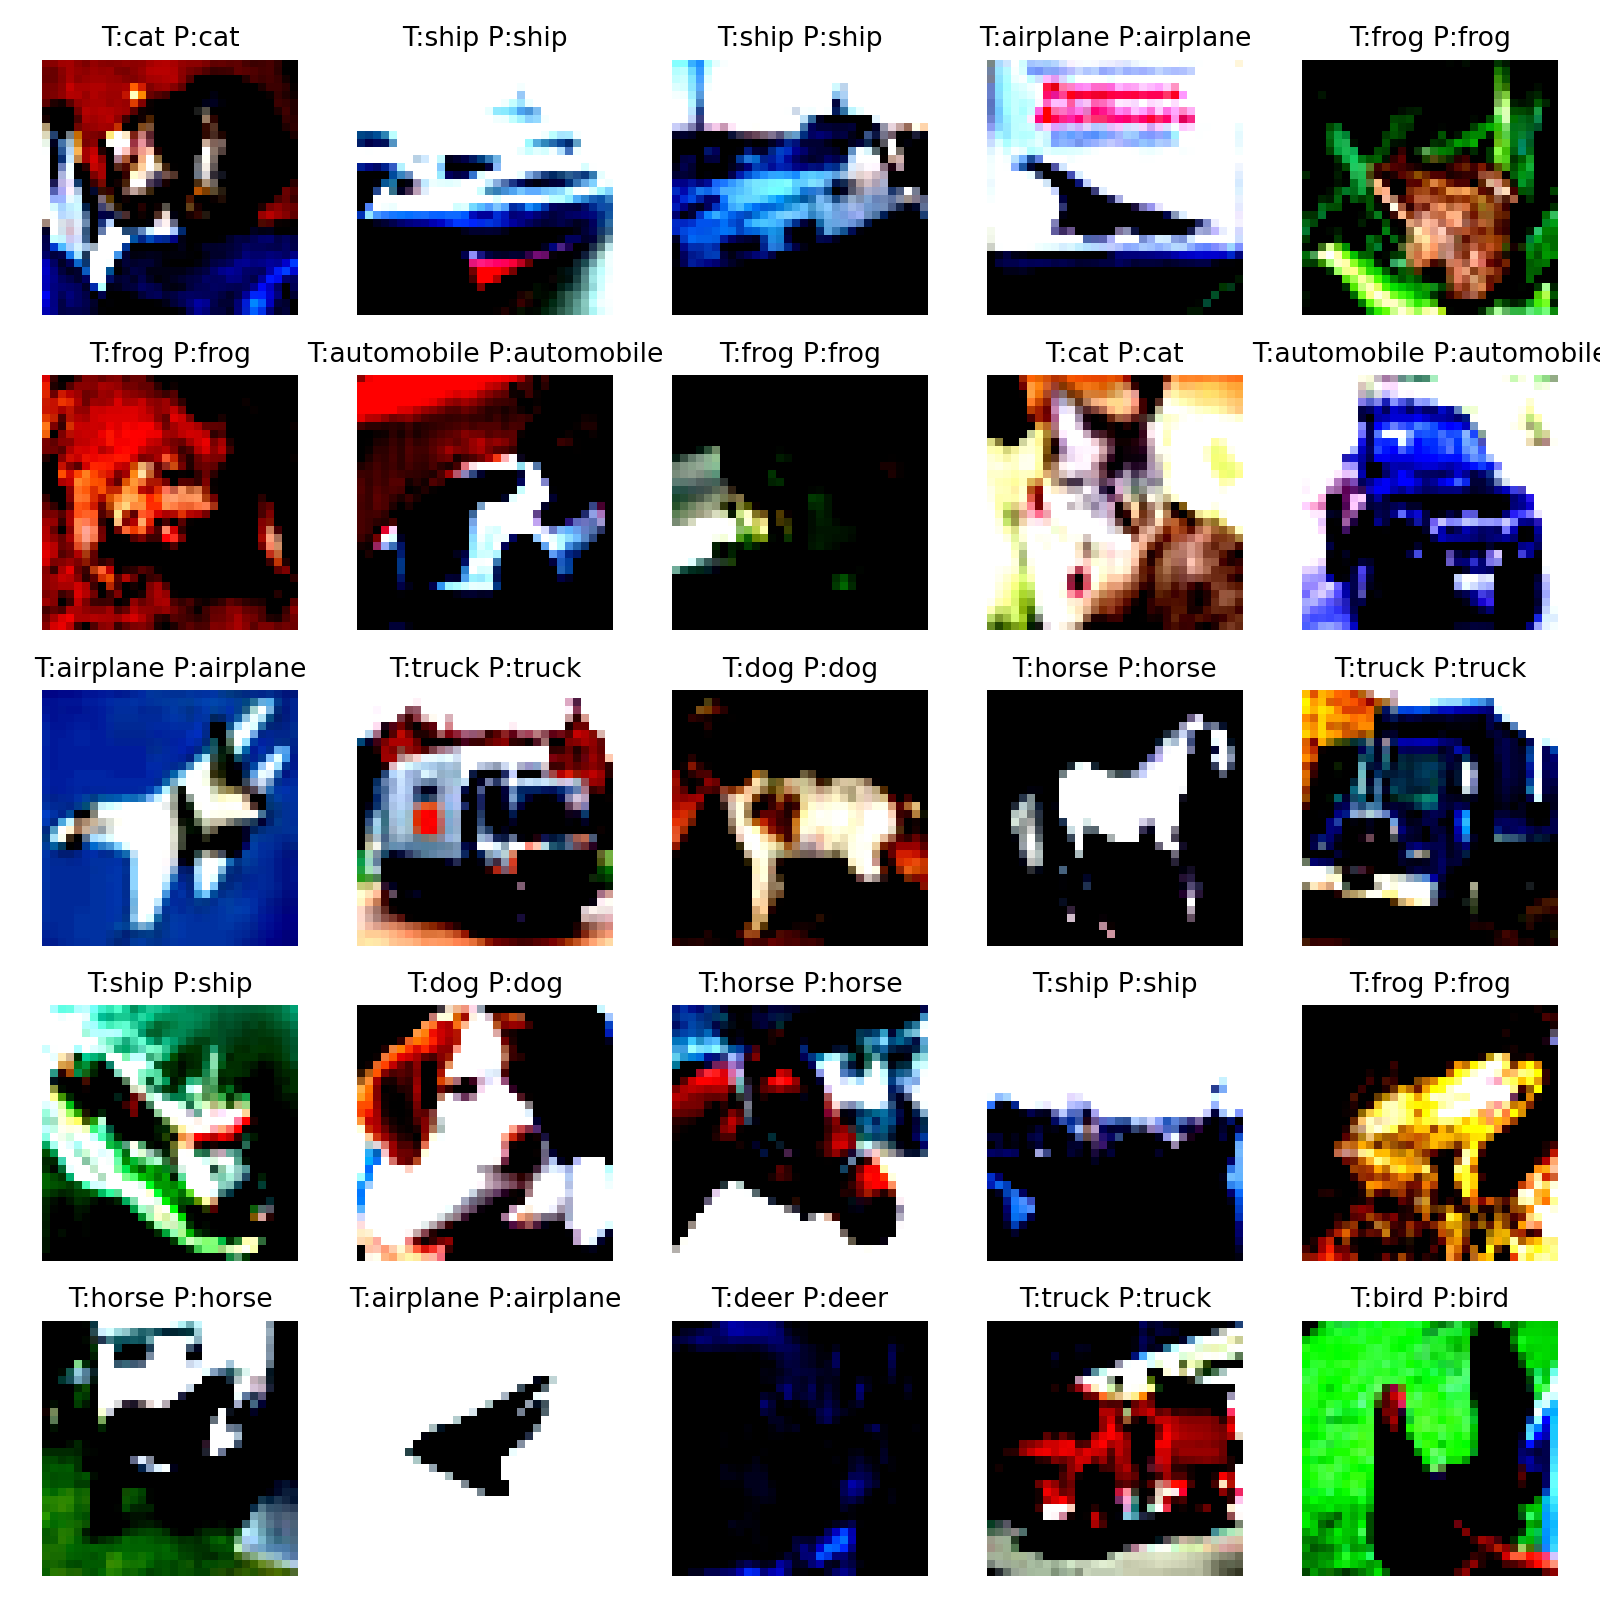 T:cat P:cat
T:ship P:ship
T:ship P:ship
T:airplane P:airplane
T:frog P:frog
T:frog P:frog
T:automobile P:automobile
T:frog P:frog
T:cat P:cat
T:automobile P:automobile
T:airplane P:airplane
T:truck P:truck
T:dog P:dog
T:horse P:horse
T:truck P:truck
T:ship P:ship
T:dog P:dog
T:horse P:horse
T:ship P:ship
T:frog P:frog
T:horse P:horse
T:airplane P:airplane
T:deer P:deer
T:truck P:truck
T:bird P:bird